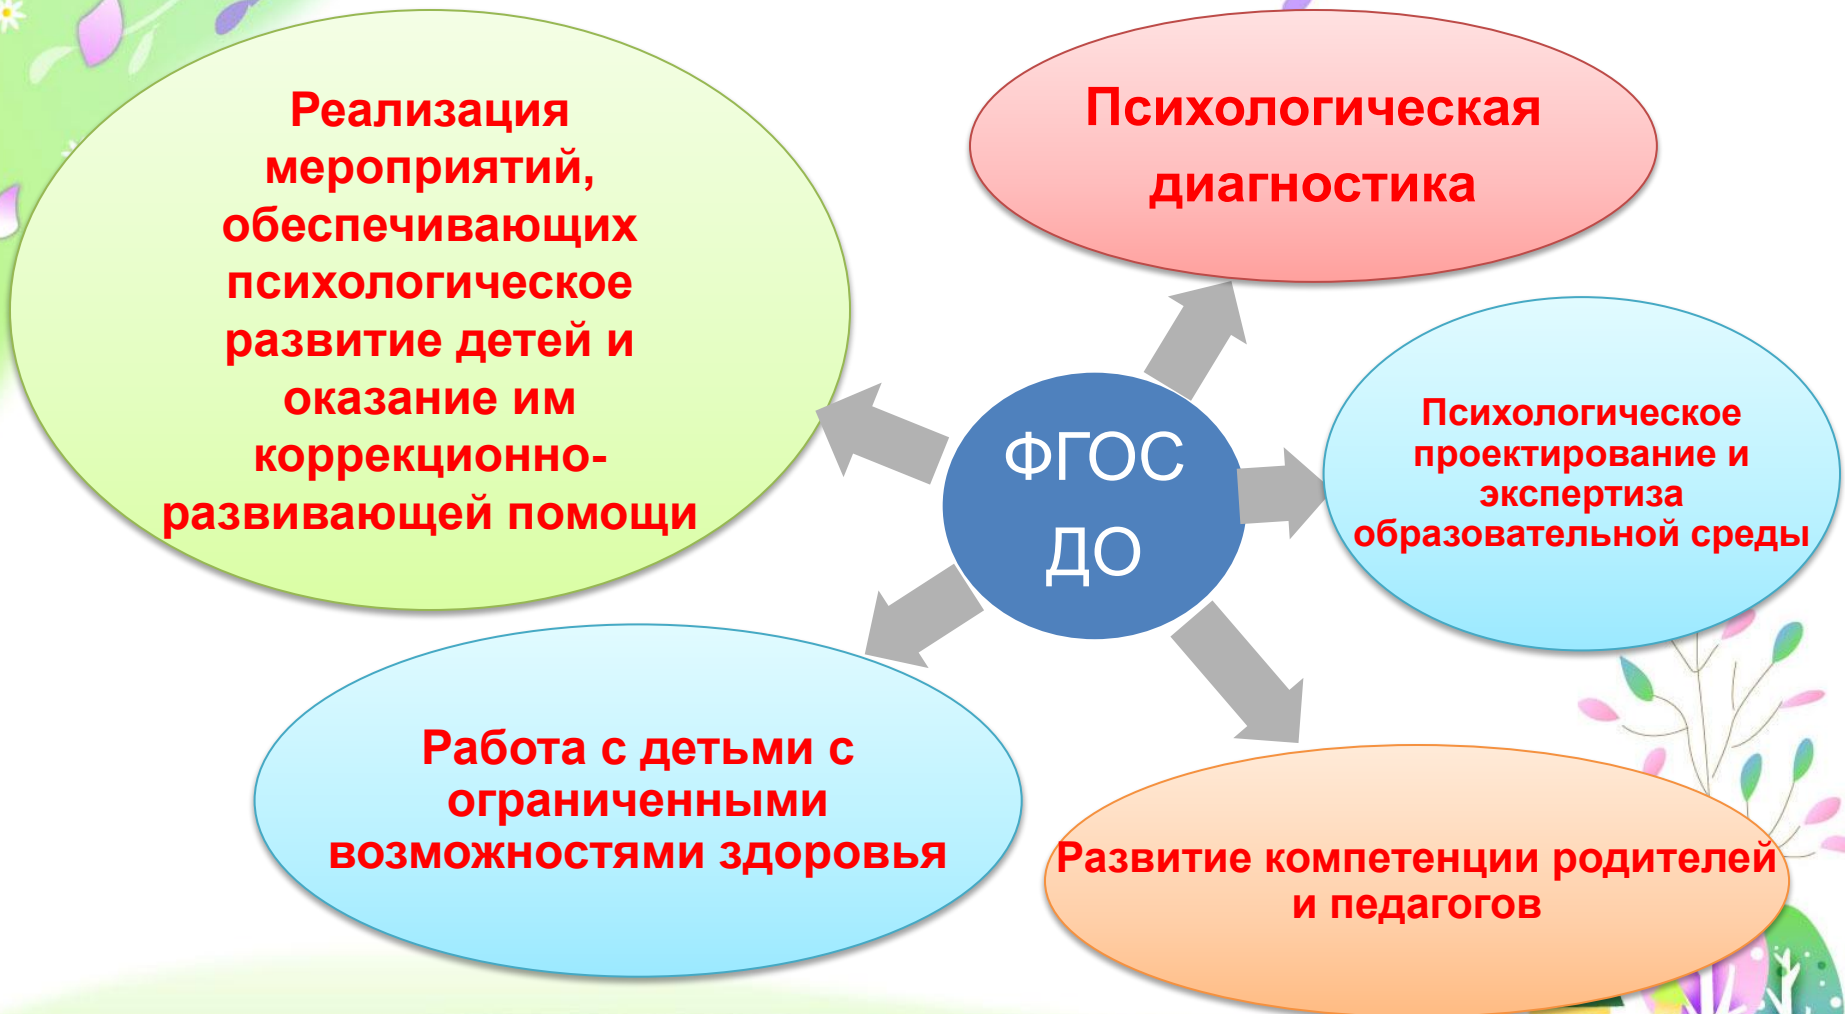 Реализация
мероприятий,
обеспечивающих
психологическое
развитие детей и
оказание им
коррекционно-
развивающей помощи
Психологическая
диагностика
Психологическое
проектирование и
экспертиза
образовательной среды
ФГОС
ДО
Работа с детьми с
ограниченными
возможностями здоровья
Развитие компетенции родителей
и педагогов